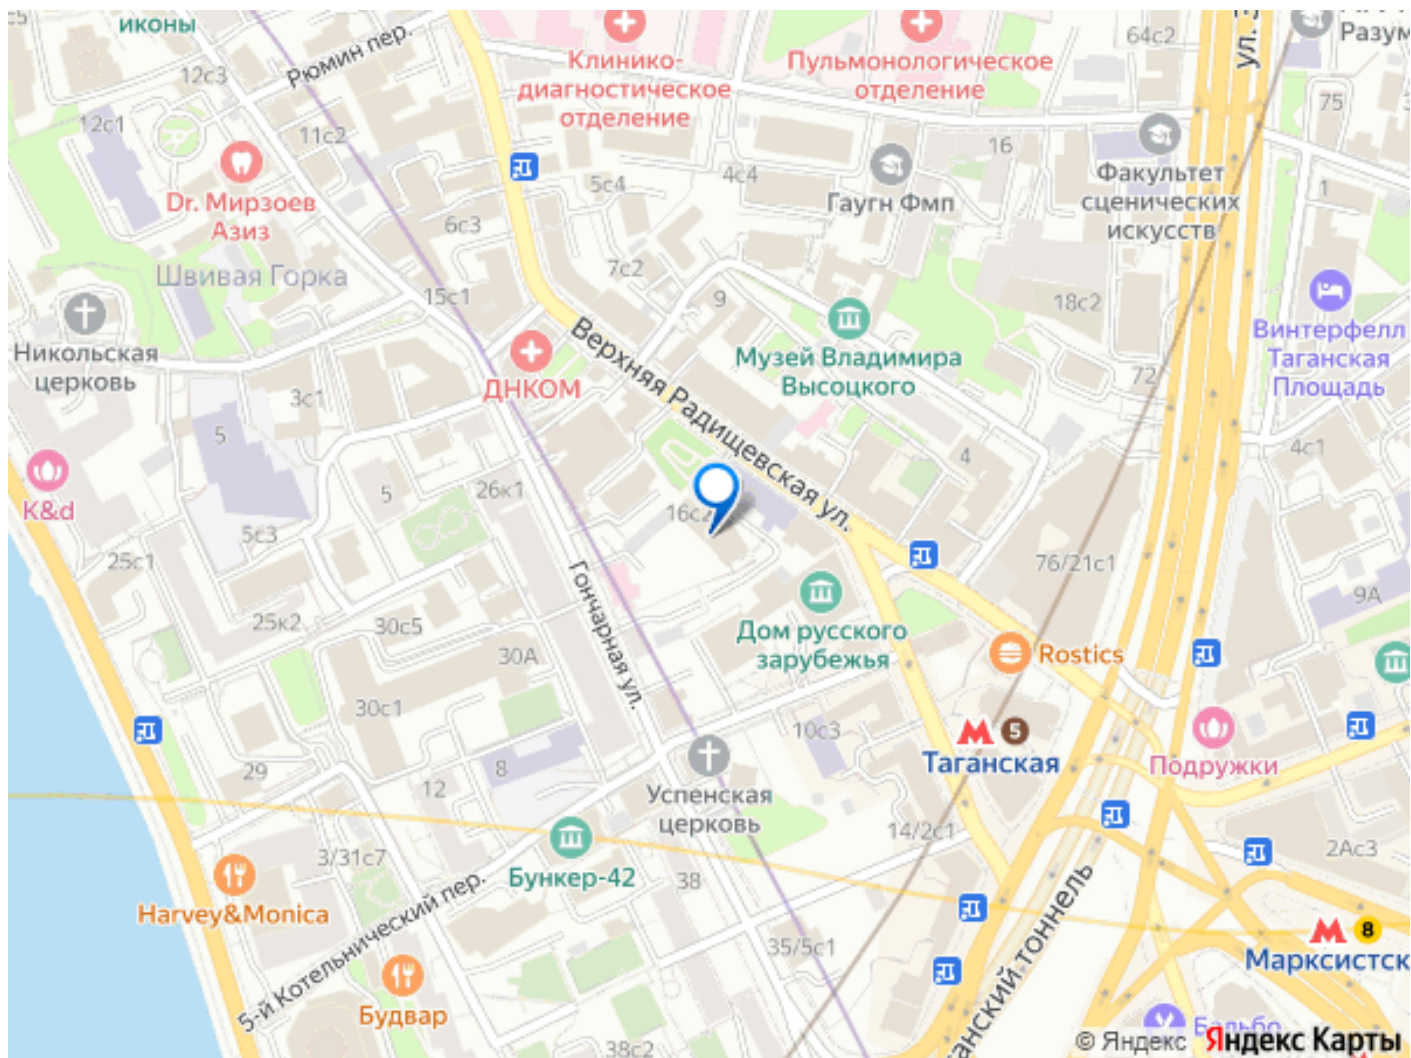 иконы
Рюмин пер.
12с3
12с1
11с2
Dr. Мирзоев
Азиз
Швивая Горка
Никольская
церковь
15с1
6с3
5с4
4с4
7с2
9
Клинико-
диагностическое
отделение
Пульмонологическое
отделение
64с2
ул.
Разум
75
16
1
Гаугн Фмп
Факультет
сценических
искусств
18с2
72
Винтерфелл
Таганская
Площадь
4с1
Музей Владимира
Высоцкого
Верхняя Радищевская ул.
ДНКОМ
3с1
5
5
26к1
K&d
5с3
25с1
25к2
16с2
4
76/21с1
9А
Гончарная ул.
30с5
30А
30с1
29
12
8
Дом русского
зарубежья
Rostics
10с3
5
Таганская
Подружки
Успенская
церковь
14/2с1
2Ас3
Бункер-42
38
3/31с7
Harvey&Monica
5-й Котельнический пер.
Будвар
35/5с1
38с2
8
Марксистск
ганский тоннель
Бальбо
© Яндекс Яндекс Карты